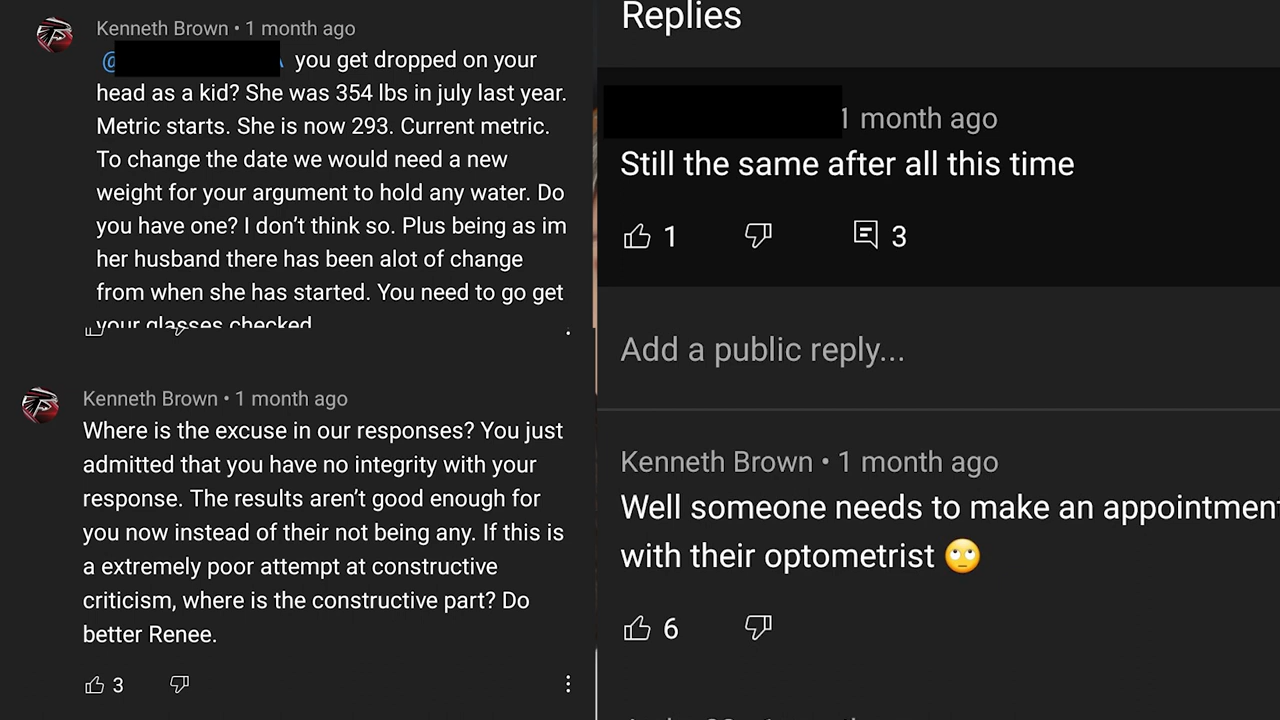 Kenneth Brown • 1 month ago
@ you get dropped on your
head as a kid? She was 354 lbs in july last year.
Metric starts. She is now 293. Current metric.
To change the date we would need a new
weight for your argument to hold any water. Do
you have one? I don't think so. Plus being as im
her husband there has been alot of change
from when she has started. You need to go get
your glasses checked
Kenneth Brown • 1 month ago
Where is the excuse in our responses? You just
admitted that you have no integrity with your
response. The results aren't good enough for
you now instead of their not being any. If this is
a extremely poor attempt at constructive
criticism, where is the constructive part? Do
better Renee.
3
Replies
1 month ago
Still the same after all this time
1 3
Add a public reply...
Kenneth Brown • 1 month ago
Well someone needs to make an appointment
with their optometrist 🙄
6